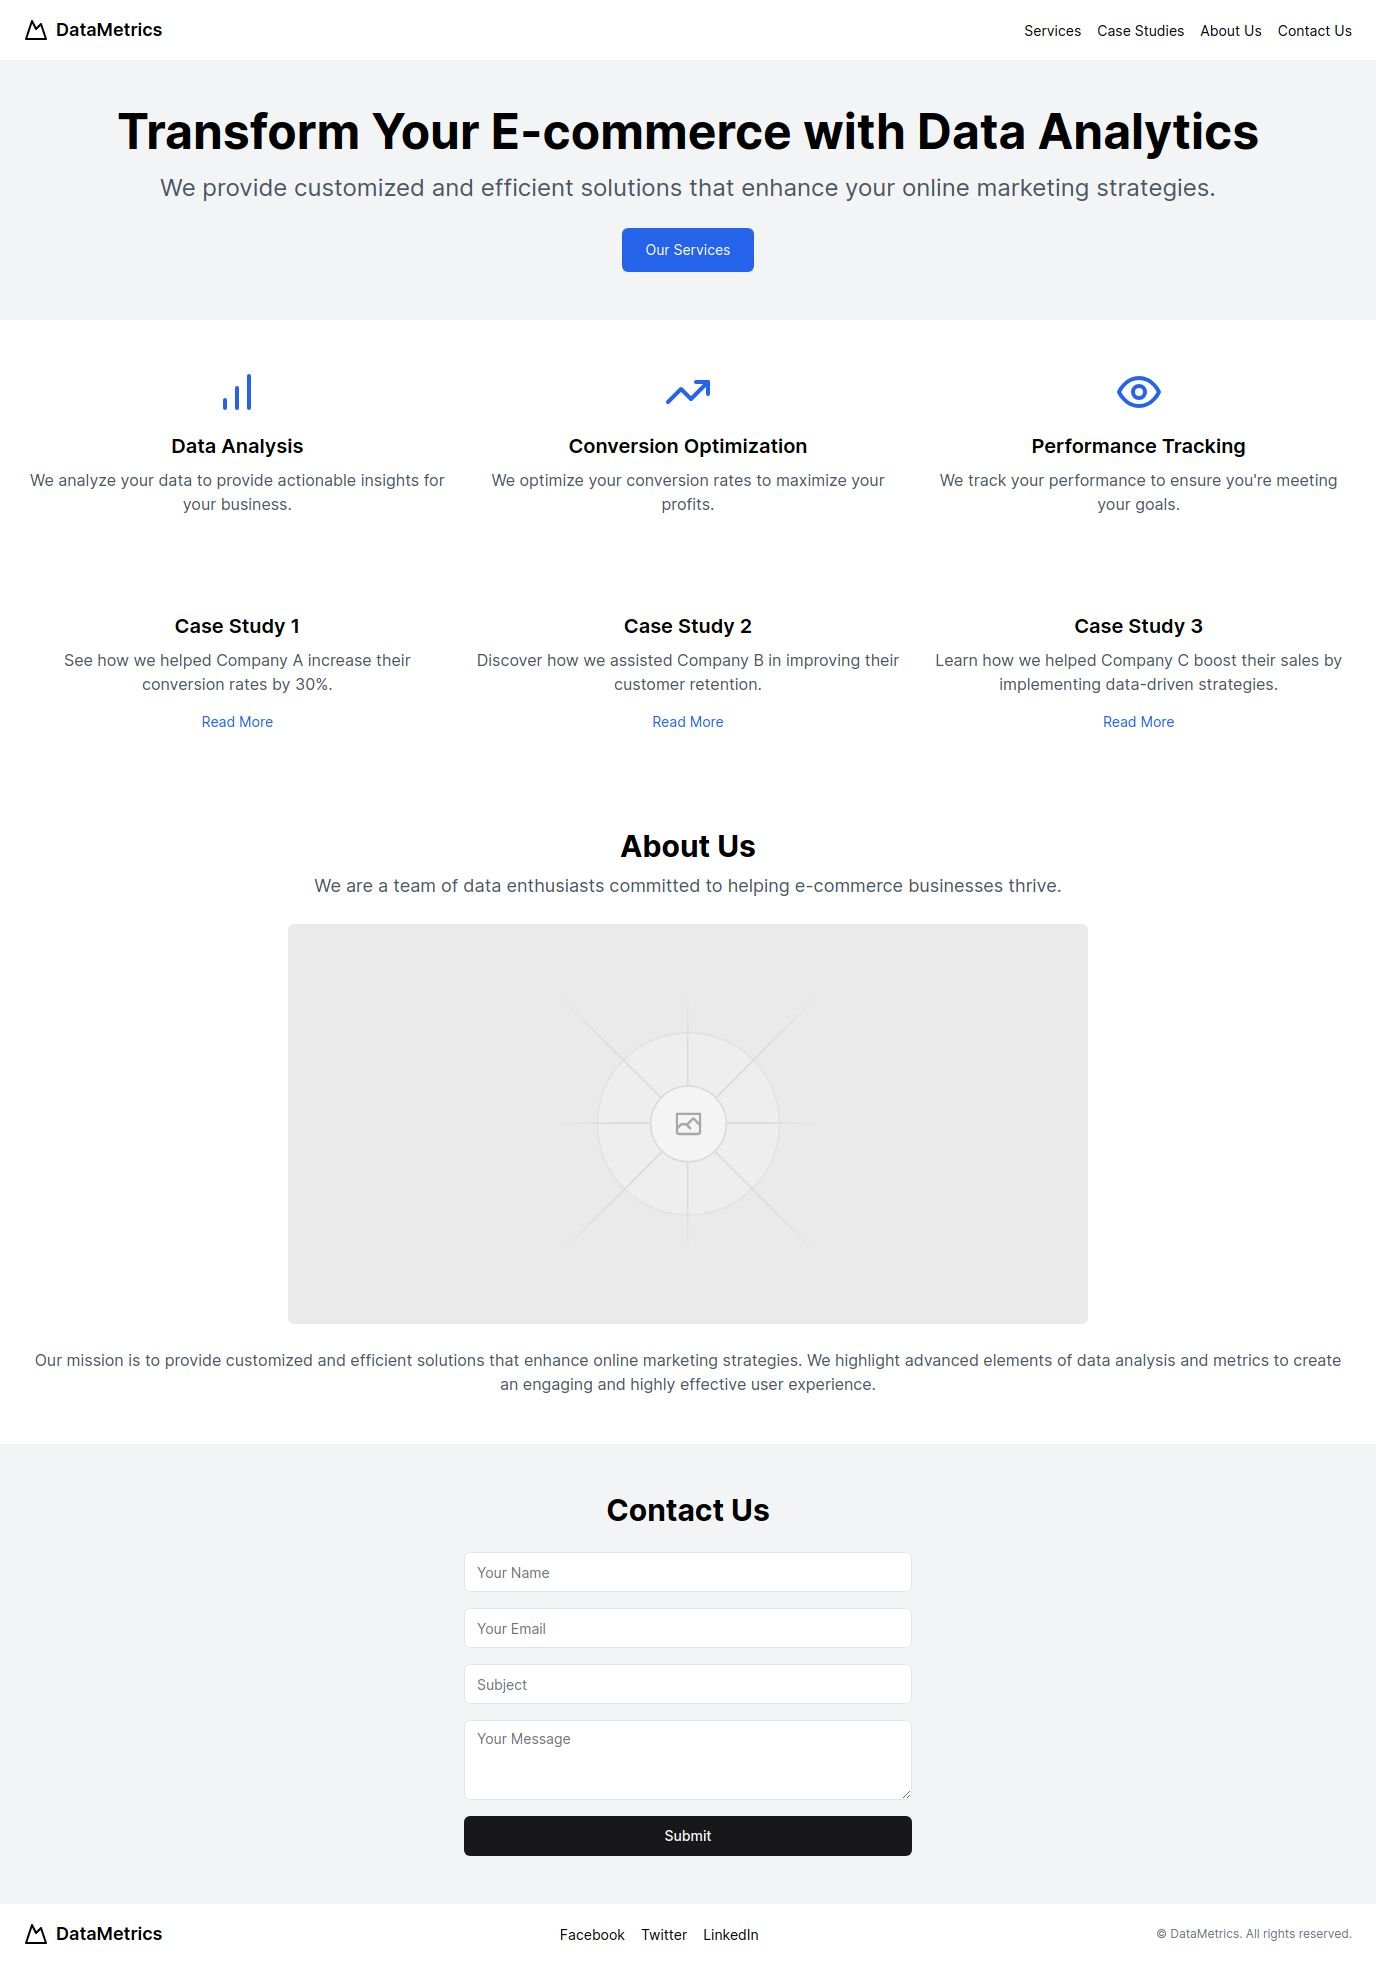 DataMetrics
Services Case Studies About Us Contact Us
Transform Your E-commerce with Data Analytics
We provide customized and efficient solutions that enhance your online marketing strategies.
Our Services
Data Analysis
We analyze your data to provide actionable insights for
your business.
Conversion Optimization
We optimize your conversion rates to maximize your
profits.
Performance Tracking
We track your performance to ensure you're meeting
your goals.
Case Study 1
See how we helped Company A increase their
conversion rates by 30%.
Read More
Case Study 2
Discover how we assisted Company B in improving their
customer retention.
Read More
Case Study 3
Learn how we helped Company C boost their sales by
implementing data-driven strategies.
Read More
About Us
We are a team of data enthusiasts committed to helping e-commerce businesses thrive.
Our mission is to provide customized and efficient solutions that enhance online marketing strategies. We highlight advanced elements of data analysis and metrics to create
an engaging and highly effective user experience.
Contact Us
Your Name
Your Email
Subject
Your Message
Submit
DataMetrics
Facebook Twitter LinkedIn
© DataMetrics. All rights reserved.